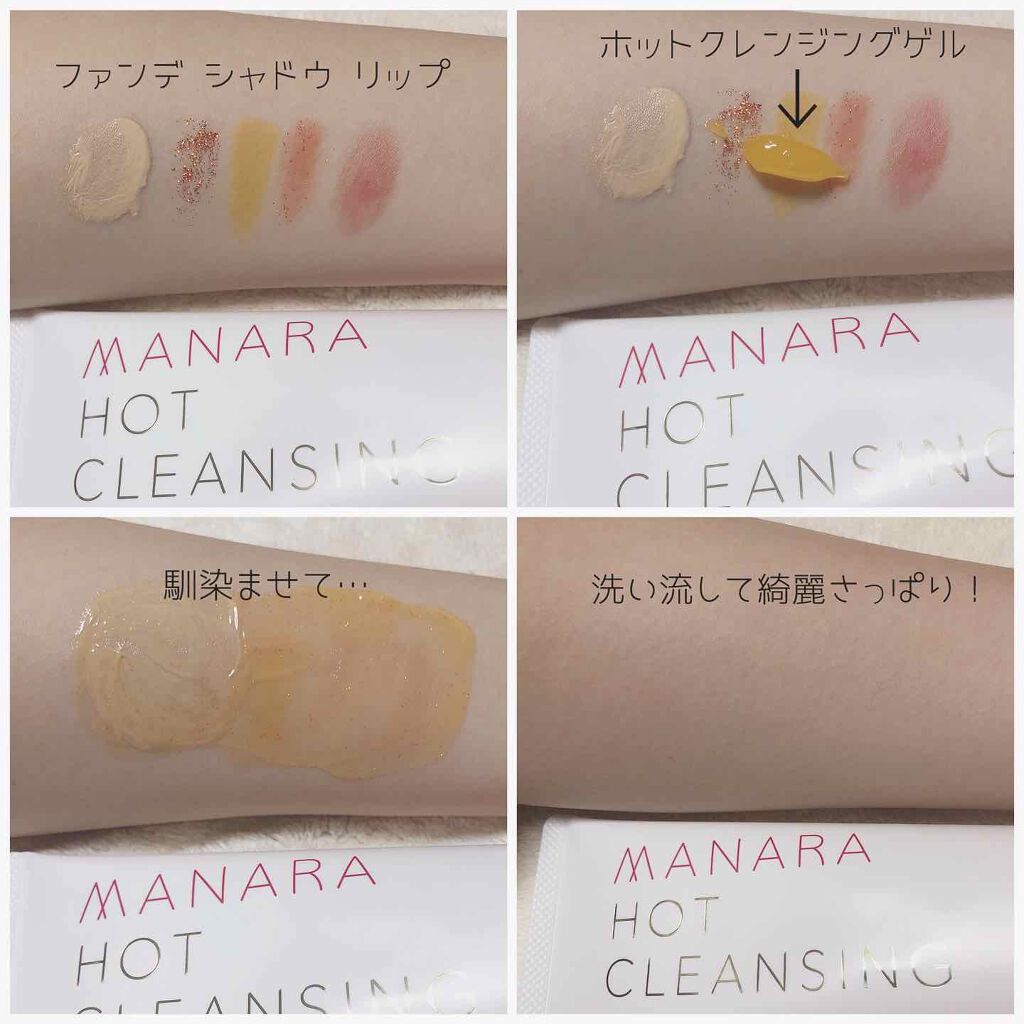 ファンデ シャドウ リップ
MANARA
HOT
CLEANSING
ホットクレンジングゲル
MANARA
HOT
CLEANSING
馴染ませて…
MANARA
HOT
CLEANSING
洗い流して綺麗さっぱり！
MANARA
HOT
CLEANSING